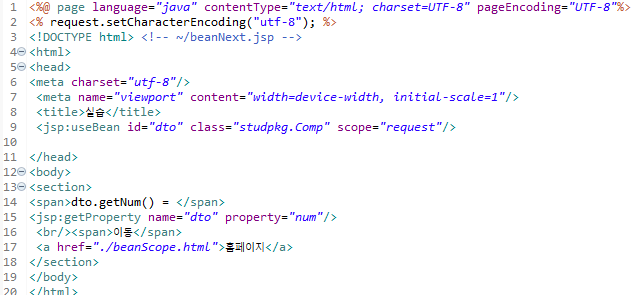 1 <%@ page language="java" contentType="text/html; charset=UTF-8" pageEncoding="UTF-8"%>
2 <% request.setCharacterEncoding("utf-8"); %>
3 <!DOCTYPE html> <!-- ~/beanNext.jsp -->
4 <html>
5 <head>
6 <meta charset="utf-8"/>
7 <meta name="viewport" content="width=device-width, initial-scale=1"/>
8 <title>실습</title>
9 <jsp:useBean id="dto" class="studpkg.Comp" scope="request"/>
10
11 </head>
12 <body>
13 <section>
14 <span>dto.getNum() = </span>
15 <jsp:getProperty name="dto" property="num"/>
16 <br/><span>이동</span>
17 <a href="./beanScope.html">홈페이지</a>
18 </section>
19 </body>
20 </html>